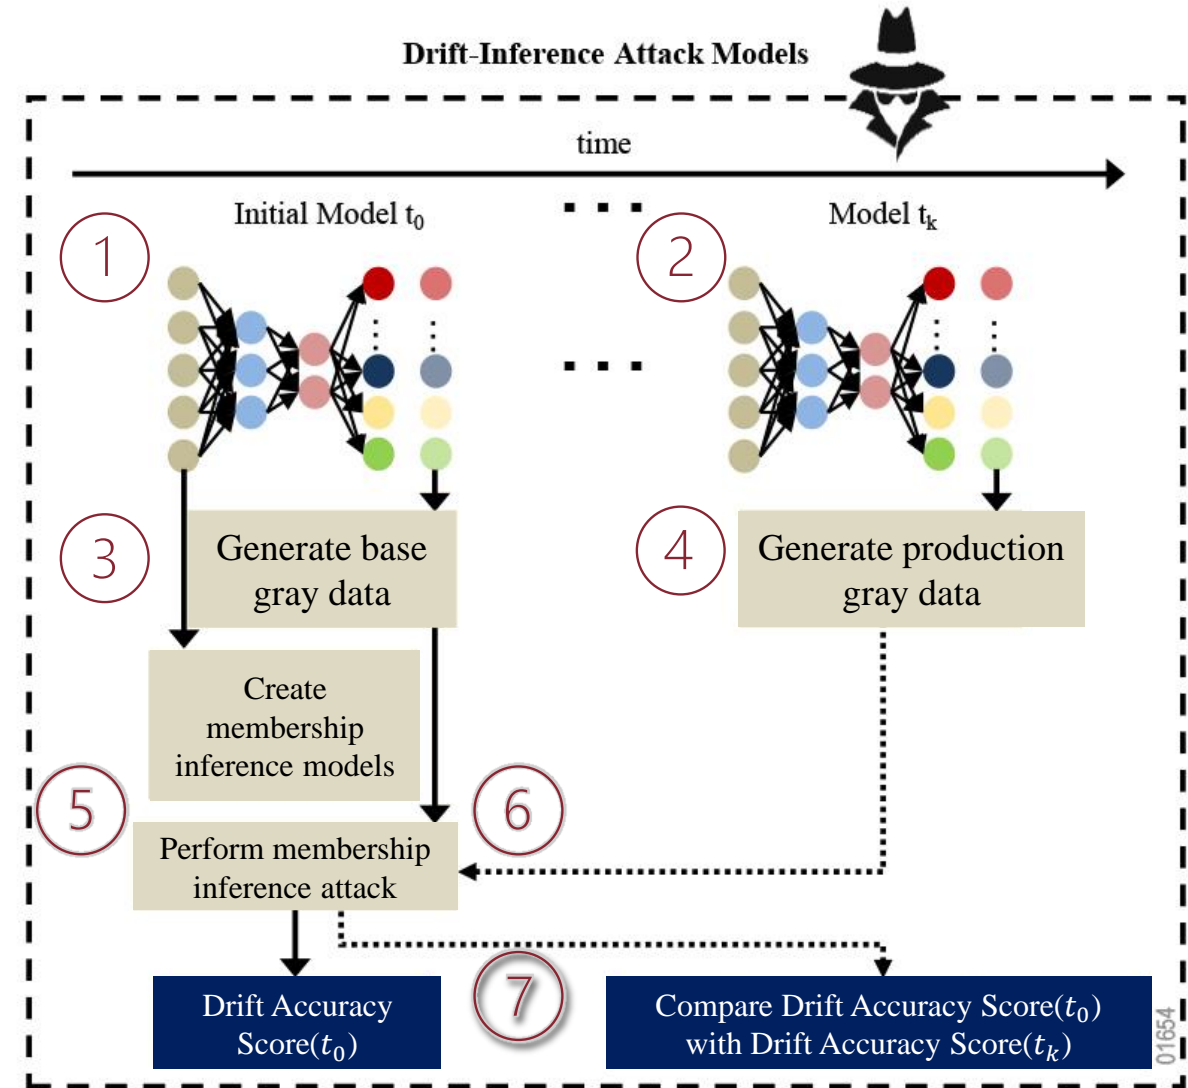 Drift-Inference Attack Models
time
Initial Model t₀
. . .
Model tₖ
1
2
. . .
3
Generate base
gray data
4
Generate production
gray data
Create
membership
inference models
5
6
Perform membership
inference attack
7
Drift Accuracy
Score(t₀)
Compare Drift Accuracy Score(t₀)
with Drift Accuracy Score(tₖ)
01654